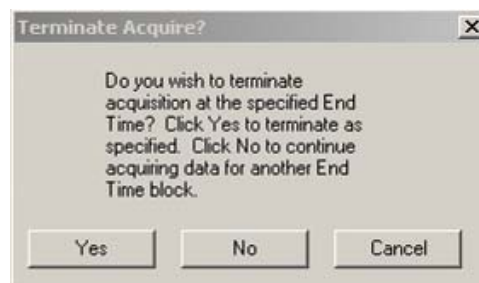 Terminate Acquire?
Do you wish to terminate
acquisition at the specified End
Time? Click Yes to terminate as
specified. Click No to continue
acquiring data for another End
Time block.
Yes No Cancel